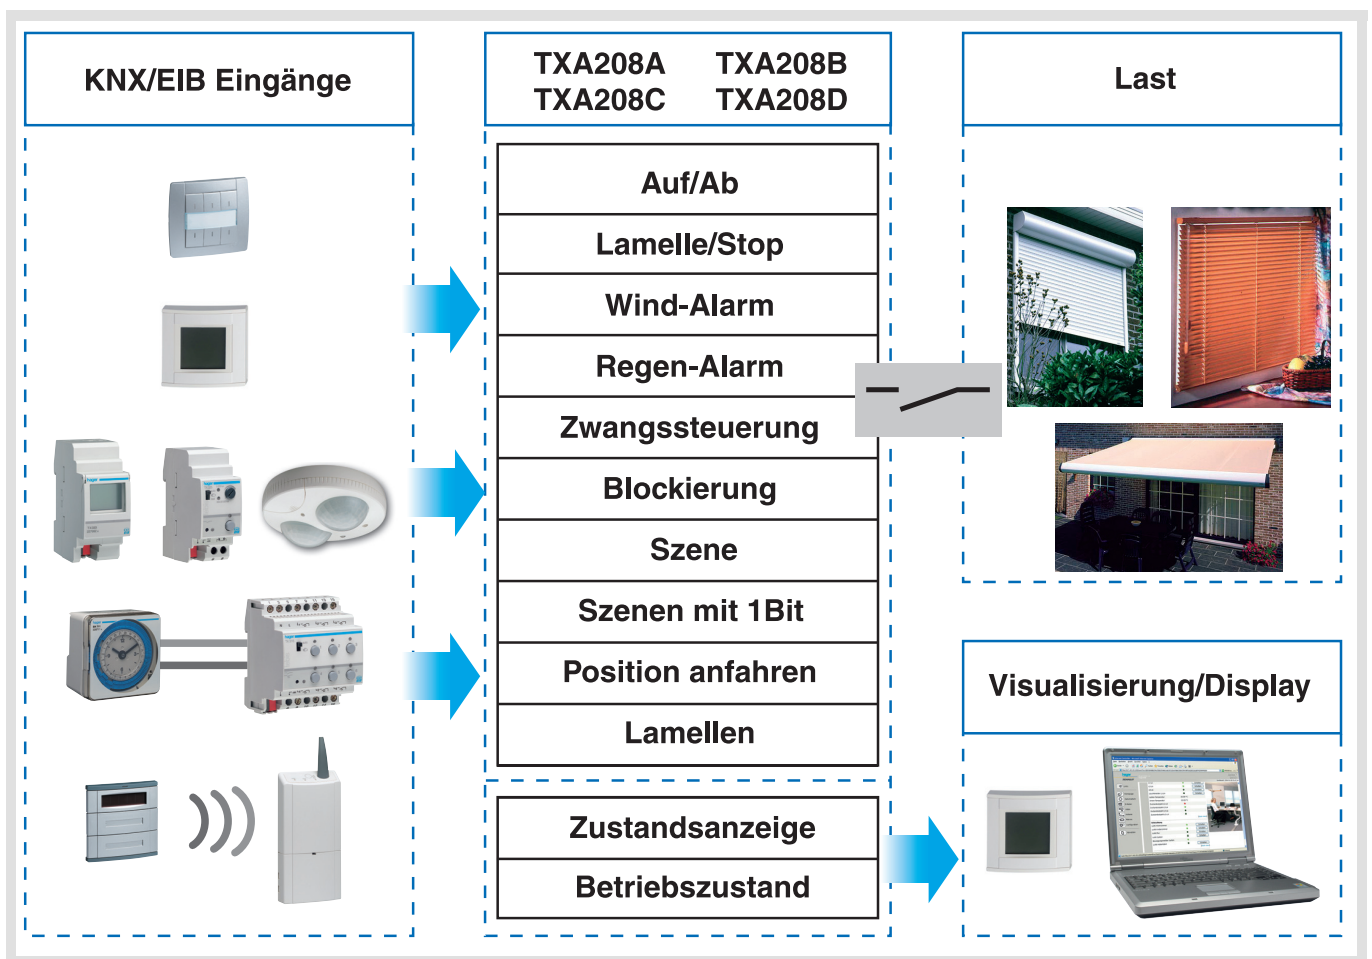 KNX/EIB Eingänge
TXA208A TXA208B
TXA208C TXA208D
Auf/Ab
Lamelle/Stop
Wind-Alarm
Regen-Alarm
Zwangssteuerung
Blockierung
Szene
Szenen mit 1Bit
Position anfahren
Lamellen
Zustandsanzeige
Betriebszustand
Last
Visualisierung/Display